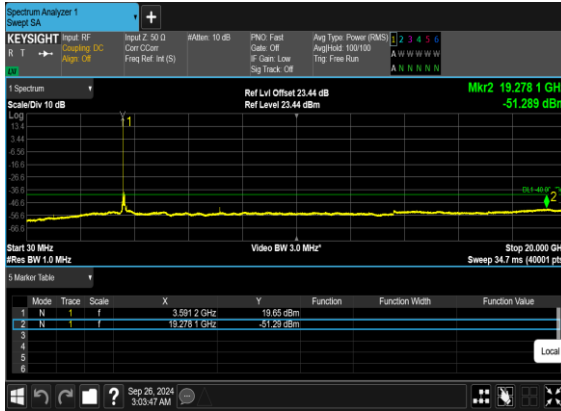 Spectrum Analyzer 1
Swept SA
+
KEYSIGHT Input: RF Input Z: 50 Ω #Atten: 10 dB PNO: Fast Avg Type: Power (RMS) 1 2 3 4 5 6
R T Coupling: DC Corr CCorr Gate: Off Avg|Hold: 100/100 A W W W W W
Align: Off Freq Ref: Int (S) IF Gain: Low Trig: Free Run
Sig Track: Off A N N N N N
1 Spectrum Ref Lvl Offset 23.44 dB Mkr2 19.278 1 GH
Scale/Div 10 dB Ref Level 23.44 dBm -51.289 dBm
Log
13.4
3.44
-6.56
-16.6
-26.6
-36.6
-46.6
-56.6
-66.6
1
2
Start 30 MHz Video BW 3.0 MHz* Stop 20.000 GH
#Res BW 1.0 MHz Sweep 34.7 ms (40001 pts
5 Marker Table
Mode Trace Scale X Y Function Function Width Function Value
1 N 1 f 3.591 2 GHz 19.65 dBm
2 N 1 f 19.278 1 GHz -51.29 dBm
3
4
5
6
Local
? Sep 26, 2024
3:03:47 AM